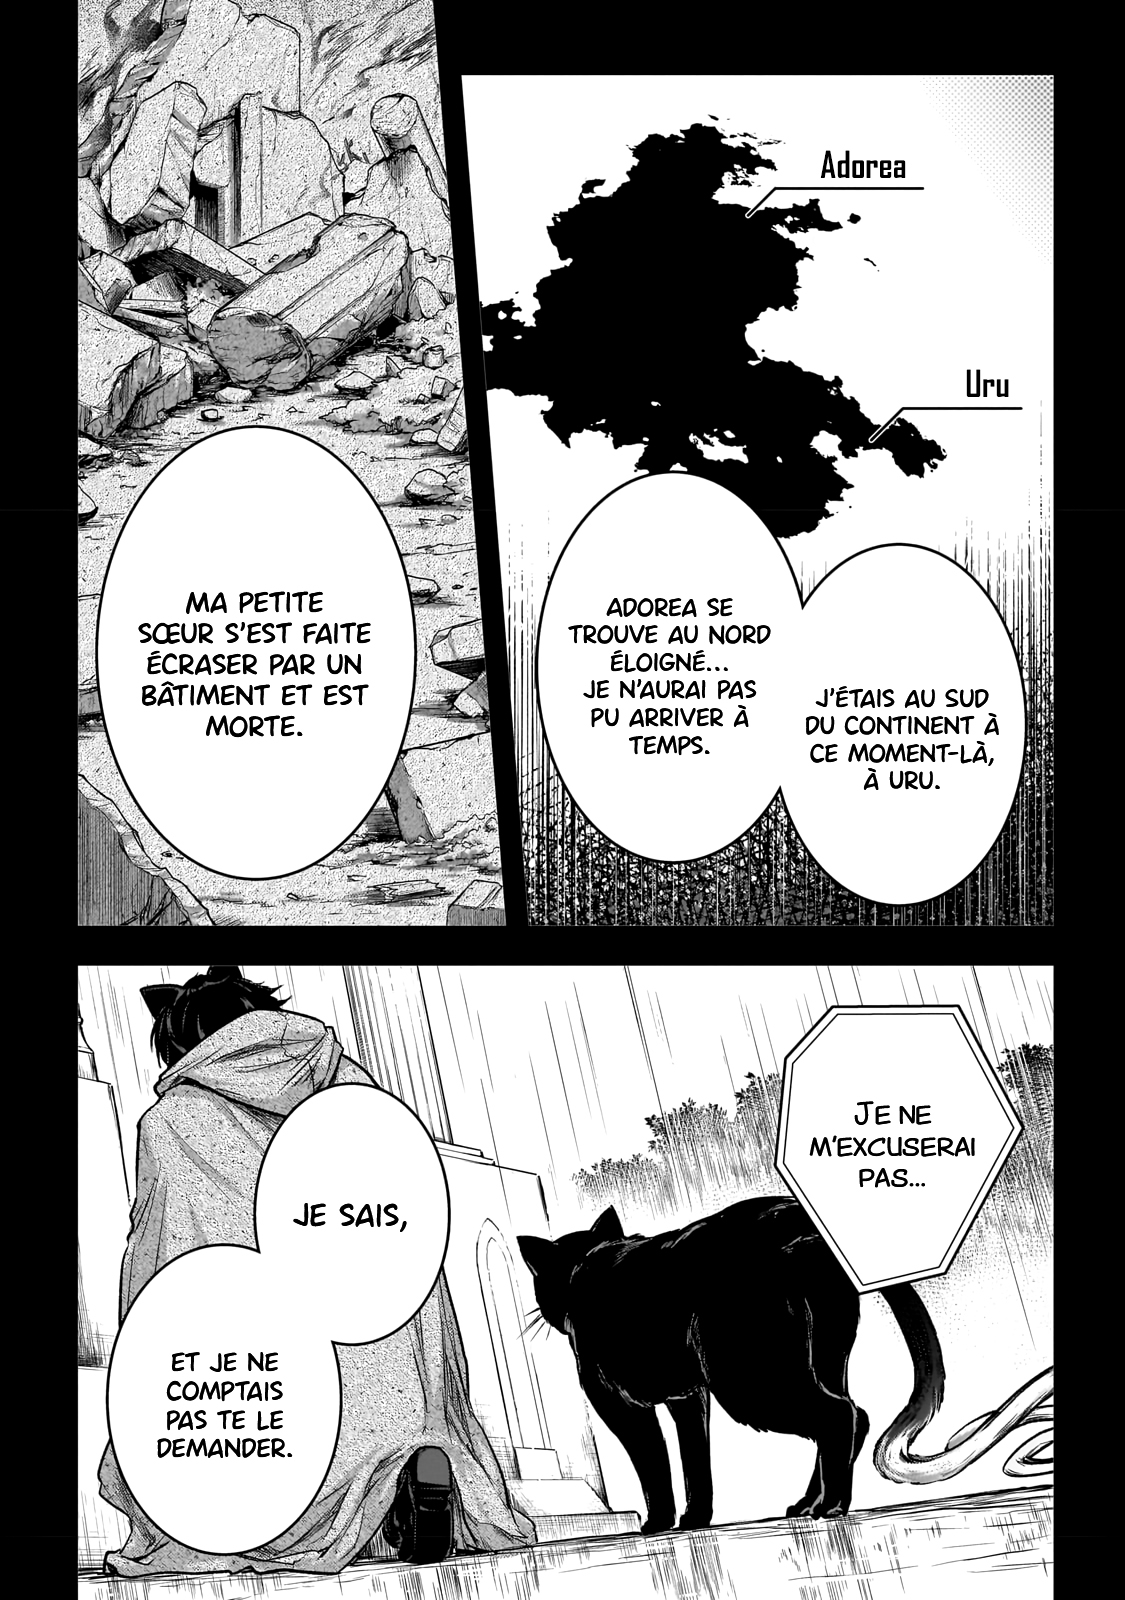 Adorea
Uru
J'ÉTAIS AU SUD
DU CONTINENT À
CE MOMENT-LÀ,
À URU.
ADOREA SE
TROUVE AU NORD
ÉLOIGNÉ...
JE N'AURAI PAS
PU ARRIVER À
TEMPS.
MA PETITE
SŒUR S'EST FAITE
ÉCRASER PAR UN
BÂTIMENT ET EST
MORTE.
JE NE
M'EXCUSERAI
PAS...
JE SAIS,
ET JE NE
COMPTAIS
PAS TE LE
DEMANDER.